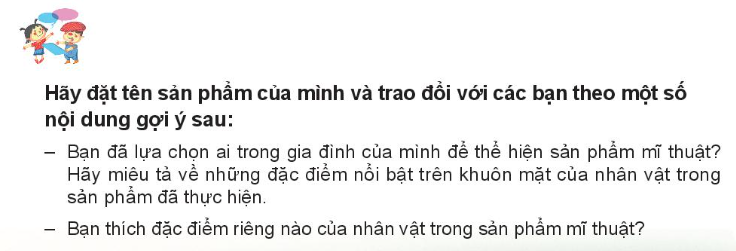 Hãy đặt tên sản phẩm của mình và trao đổi với các bạn theo một số
nội dung gợi ý sau:
– Bạn đã lựa chọn ai trong gia đình của mình để thể hiện sản phẩm mĩ thuật?
Hãy miêu tả về những đặc điểm nổi bật trên khuôn mặt của nhân vật trong
sản phẩm đã thực hiện.
– Bạn thích đặc điểm riêng nào của nhân vật trong sản phẩm mĩ thuật?